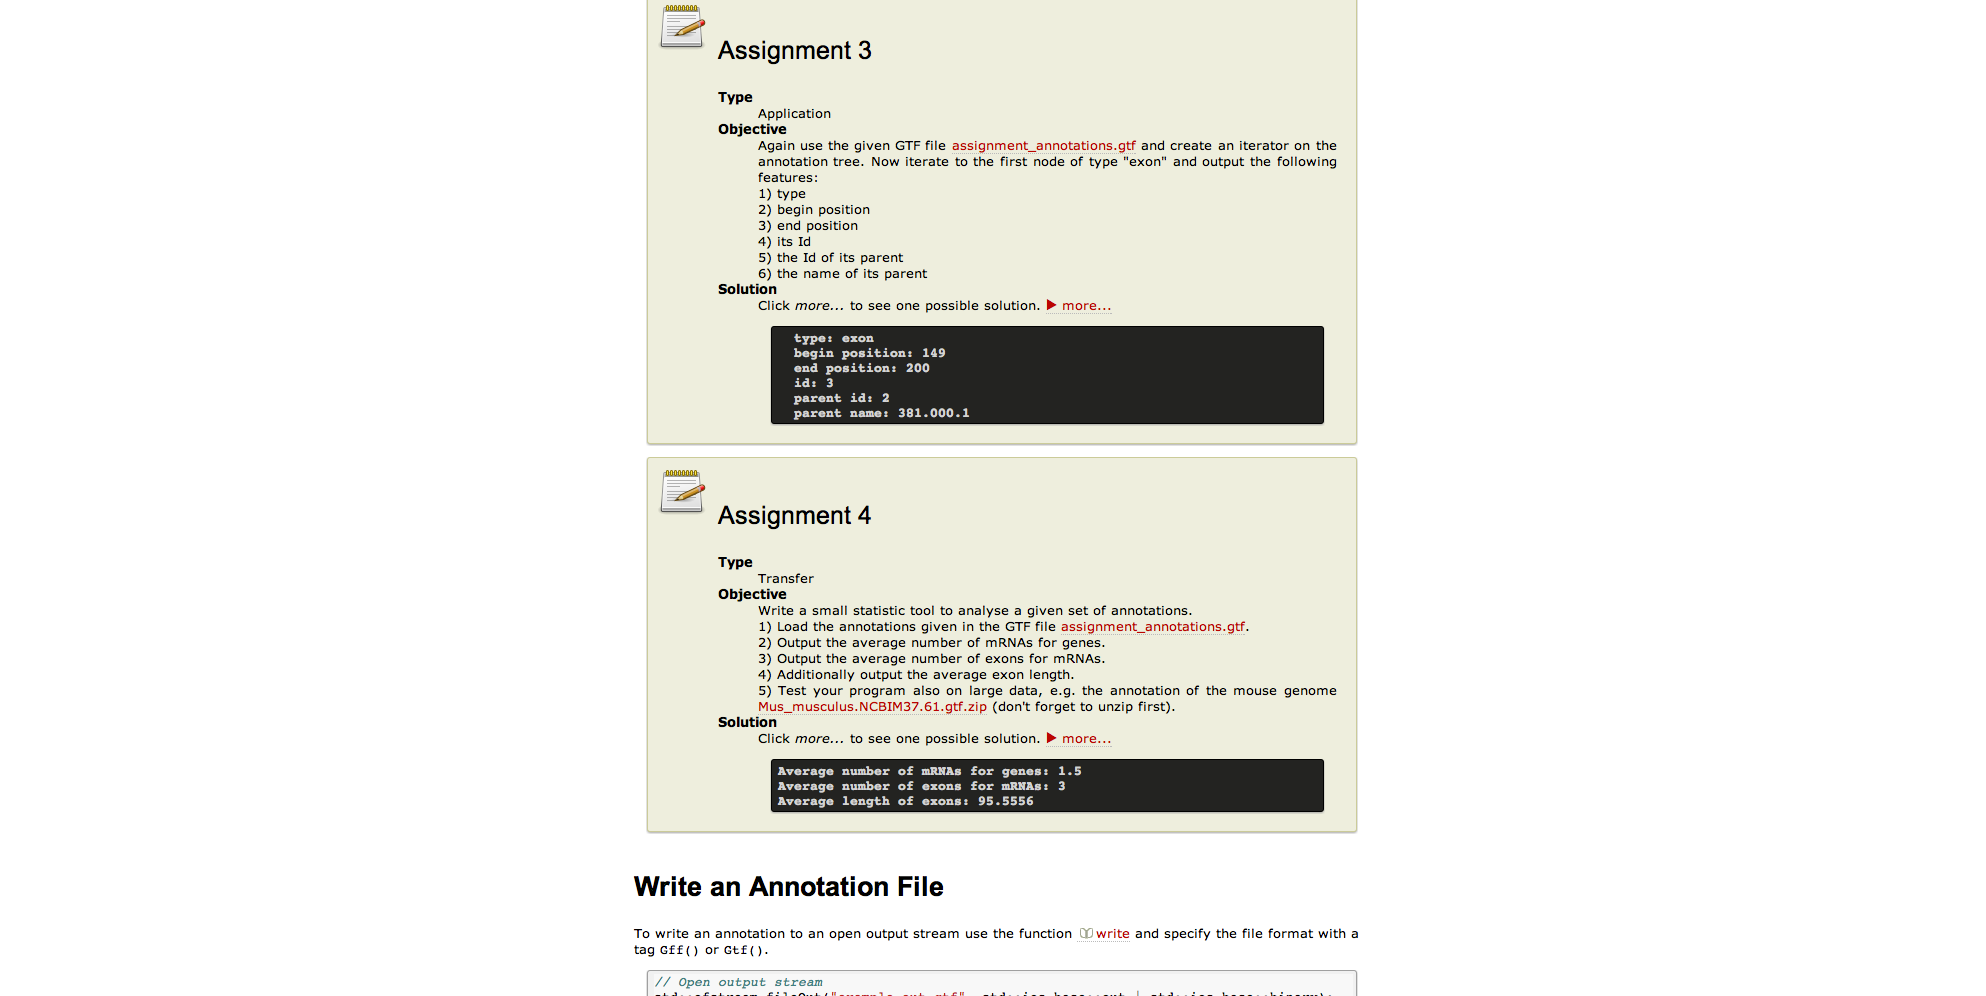 Assignment 3
Type
Application
Objective
Again use the given GTF file assignment_annotations.gtf and create an iterator on the
annotation tree. Now iterate to the first node of type "exon" and output the following
features:
1) type
2) begin position
3) end position
4) its Id
5) the Id of its parent
6) the name of its parent
Solution
Click more... to see one possible solution. ▶ more...
type: exon
begin position: 149
end position: 200
id: 3
parent id: 2
parent name: 381.000.1
Assignment 4
Type
Transfer
Objective
Write a small statistic tool to analyse a given set of annotations.
1) Load the annotations given in the GTF file assignment_annotations.gtf.
2) Output the average number of mRNAs for genes.
3) Output the average number of exons for mRNAs.
4) Additionally output the average exon length.
5) Test your program also on large data, e.g. the annotation of the mouse genome
Mus_musculus.NCBIM37.61.gtf.zip (don't forget to unzip first).
Solution
Click more... to see one possible solution. ▶ more...
Average number of mRNAs for genes: 1.5
Average number of exons for mRNAs: 3
Average length of exons: 95.5556
Write an Annotation File
To write an annotation to an open output stream use the function write and specify the file format with a
tag Gff() or Gtf().
// Open output stream